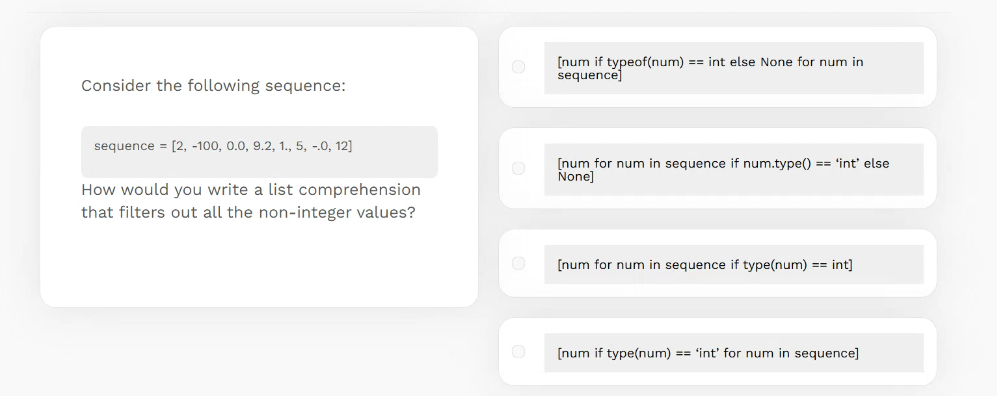 Consider the following sequence:
sequence = [2, -100, 0.0, 9.2, 1., 5, -.0, 12]
How would you write a list comprehension
that filters out all the non-integer values?
[num if typeof(num) == int else None for num in
sequence]
[num for num in sequence if num.type() == ‘int’ else
None]
[num for num in sequence if type(num) == int]
[num if type(num) == ‘int’ for num in sequence]